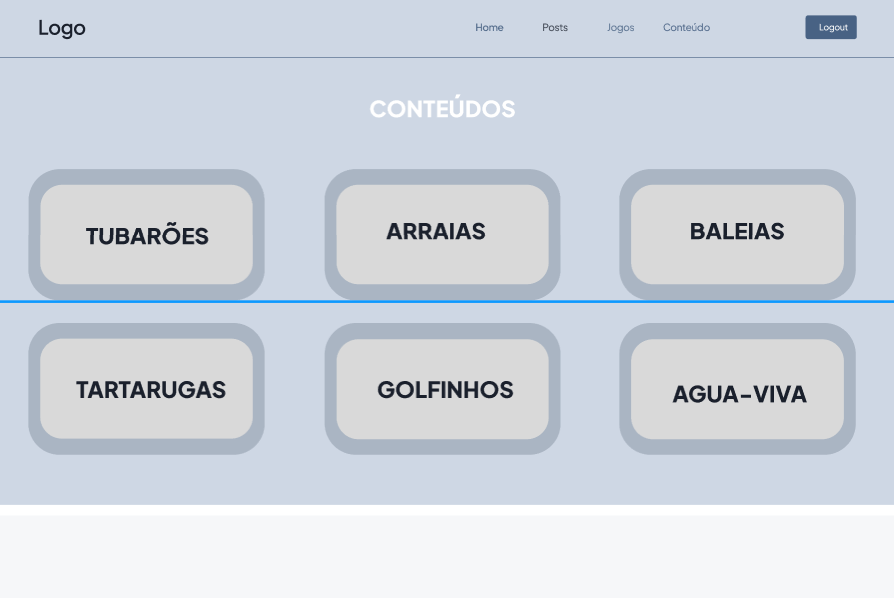 Logo
Home Posts Jogos Conteúdo Logout
CONTEÚDOS
TUBARÕES ARRAIAS BALEIAS
TARTARUGAS GOLFINHOS AGUA-VIVA